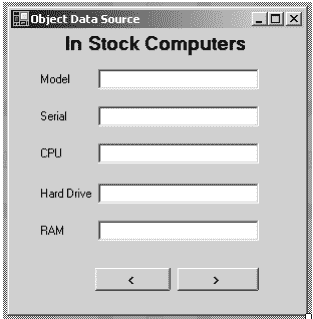 Object Data Source
In Stock Computers
Model
Serial
CPU
Hard Drive
RAM
< >